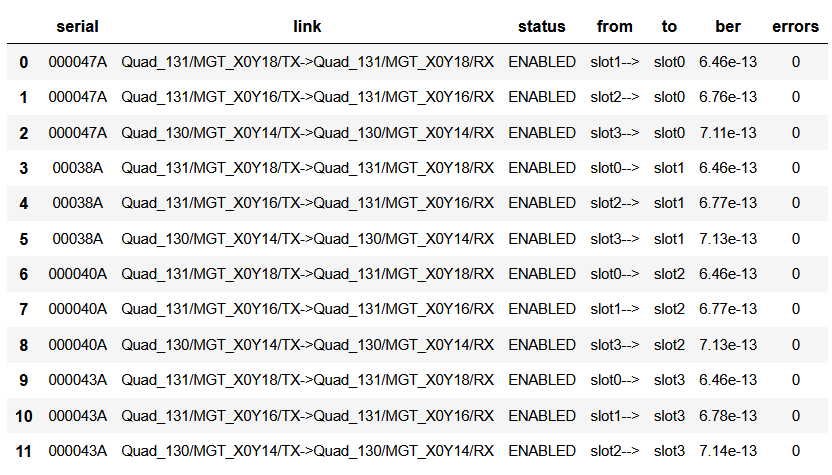 serial link status from to ber errors
0 000047A Quad_131/MGT_X0Y18/TX->Quad_131/MGT_X0Y18/RX ENABLED slot1--> slot0 6.46e-13 0
1 000047A Quad_131/MGT_X0Y16/TX->Quad_131/MGT_X0Y16/RX ENABLED slot2--> slot0 6.76e-13 0
2 000047A Quad_130/MGT_X0Y14/TX->Quad_130/MGT_X0Y14/RX ENABLED slot3--> slot0 7.11e-13 0
3 00038A Quad_131/MGT_X0Y18/TX->Quad_131/MGT_X0Y18/RX ENABLED slot0--> slot1 6.46e-13 0
4 00038A Quad_131/MGT_X0Y16/TX->Quad_131/MGT_X0Y16/RX ENABLED slot2--> slot1 6.77e-13 0
5 00038A Quad_130/MGT_X0Y14/TX->Quad_130/MGT_X0Y14/RX ENABLED slot3--> slot1 7.13e-13 0
6 000040A Quad_131/MGT_X0Y18/TX->Quad_131/MGT_X0Y18/RX ENABLED slot0--> slot2 6.46e-13 0
7 000040A Quad_131/MGT_X0Y16/TX->Quad_131/MGT_X0Y16/RX ENABLED slot1--> slot2 6.77e-13 0
8 000040A Quad_130/MGT_X0Y14/TX->Quad_130/MGT_X0Y14/RX ENABLED slot3--> slot2 7.13e-13 0
9 000043A Quad_131/MGT_X0Y18/TX->Quad_131/MGT_X0Y18/RX ENABLED slot0--> slot3 6.46e-13 0
10 000043A Quad_131/MGT_X0Y16/TX->Quad_131/MGT_X0Y16/RX ENABLED slot1--> slot3 6.78e-13 0
11 000043A Quad_130/MGT_X0Y14/TX->Quad_130/MGT_X0Y14/RX ENABLED slot2--> slot3 7.14e-13 0